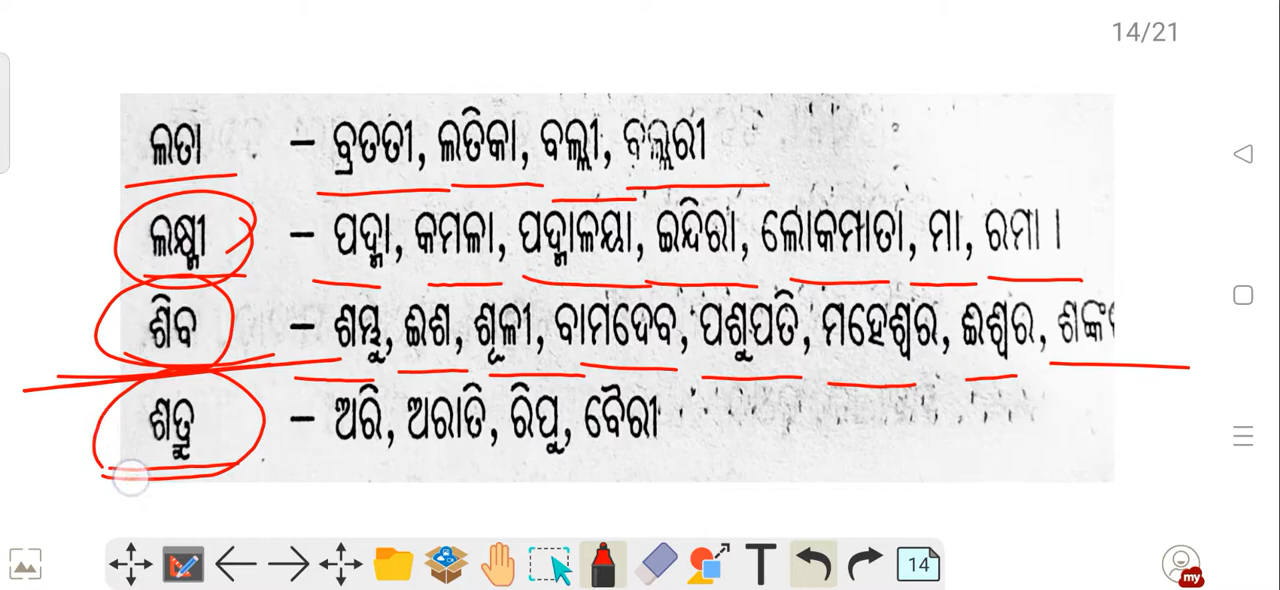 14/21
ଲତା – ବ୍ରତତୀ, ଲତିକା, ବଲ୍ଲୀ, ବଲ୍ଲରୀ
ଲକ୍ଷ୍ମୀ – ପଦ୍ମା, କମଳା, ପଦ୍ମାଳୟା, ଇନ୍ଦିରା, ଲୋକମାତା, ମା, ରମା ।
ଶିବ – ଶମ୍ଭୁ, ଈଶ, ଶୂଳୀ, ବାମଦେବ, ପଶୁପତି, ମହେଶ୍ୱର, ଈଶ୍ୱର,
ଶତ୍ରୁ – ଅରି, ଅରାତି, ରିପୁ, ବୈରୀ
T 14 my